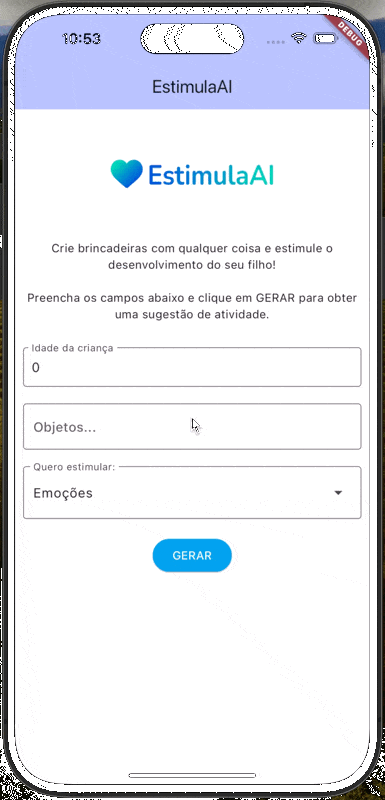 10:53
DEBUG
EstimulaAI
EstimulaAI
Crie brincadeiras com qualquer coisa e estimule o
desenvolvimento do seu filho!
Preencha os campos abaixo e clique em GERAR para obter
uma sugestão de atividade.
Idade da criança
0
Objetos...
Quero estimular:
Emoções
GERAR